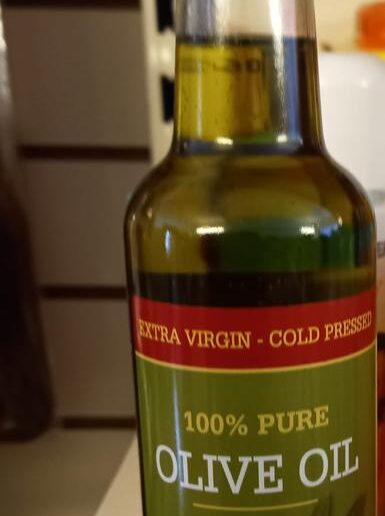 EXTRA VIRGIN - COLD PRESSED
100% PURE
OLIVE OIL